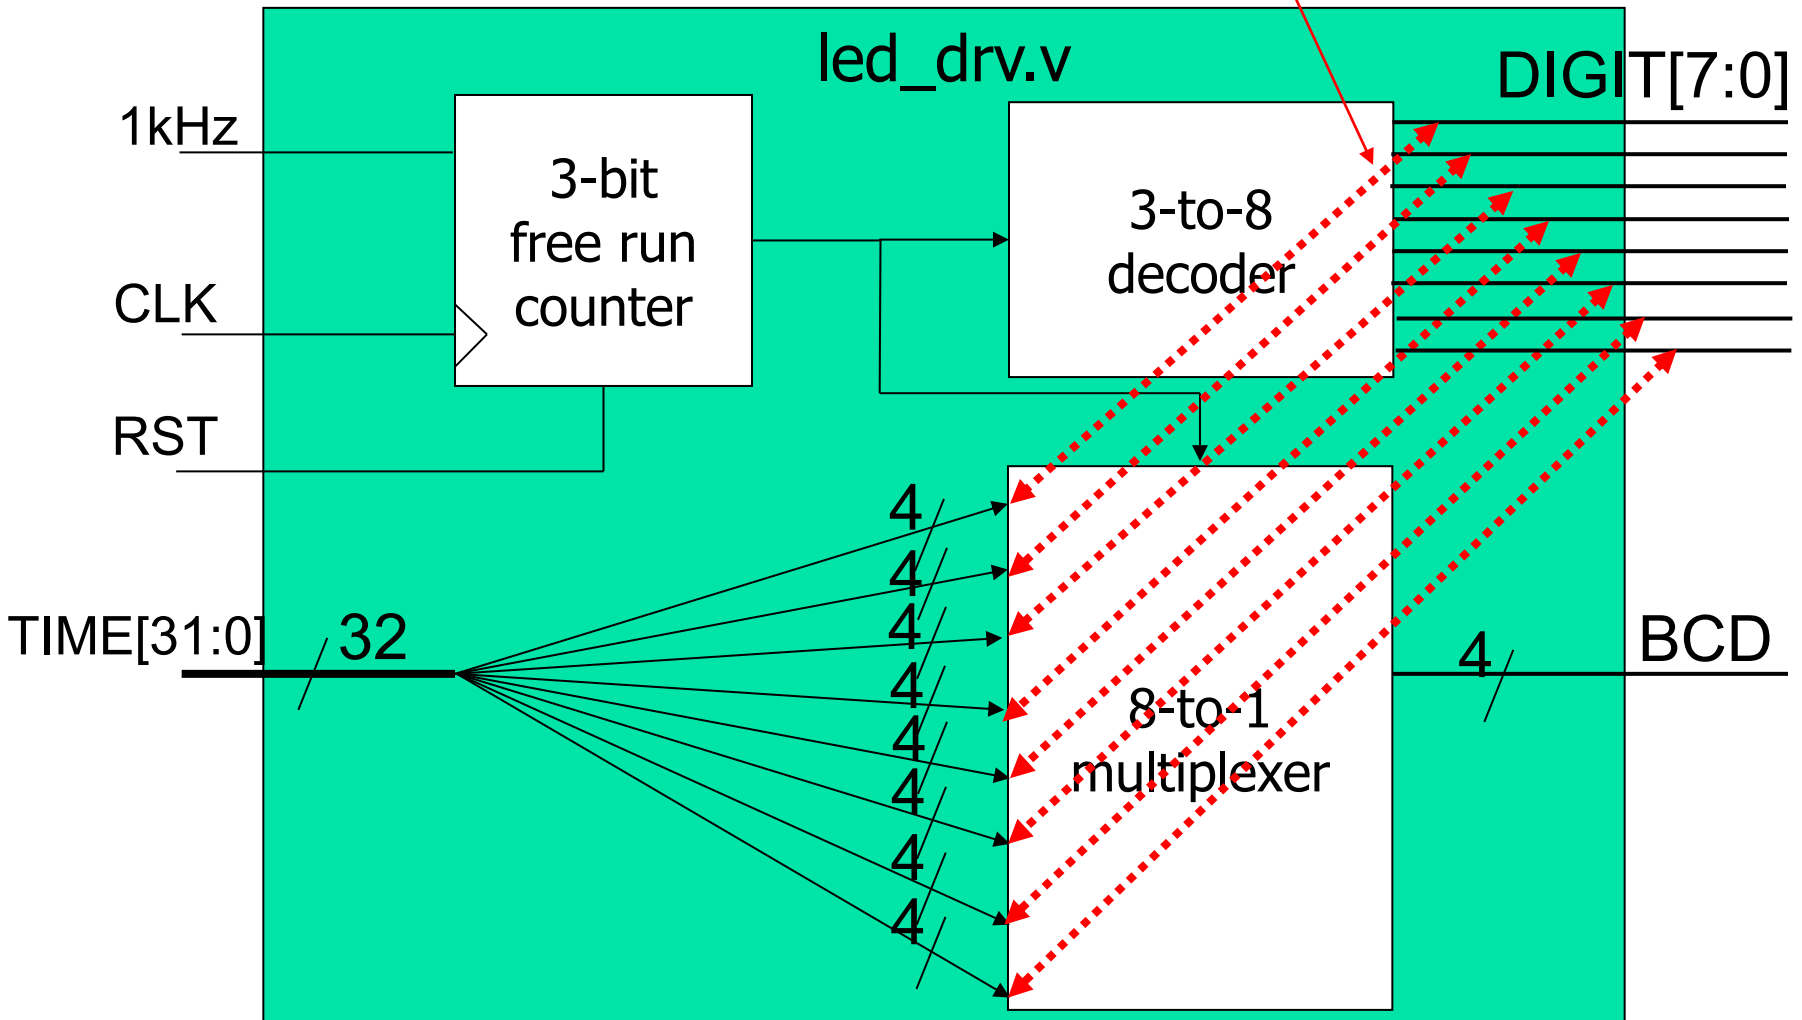 led_drv.v
DIGIT[7:0]
1kHz
3-bit
free run
counter
3-to-8
decoder
CLK
RST
4
4
4
4
4
4
4
4
TIME[31:0]
32
8-to-1
multiplexer
4
BCD